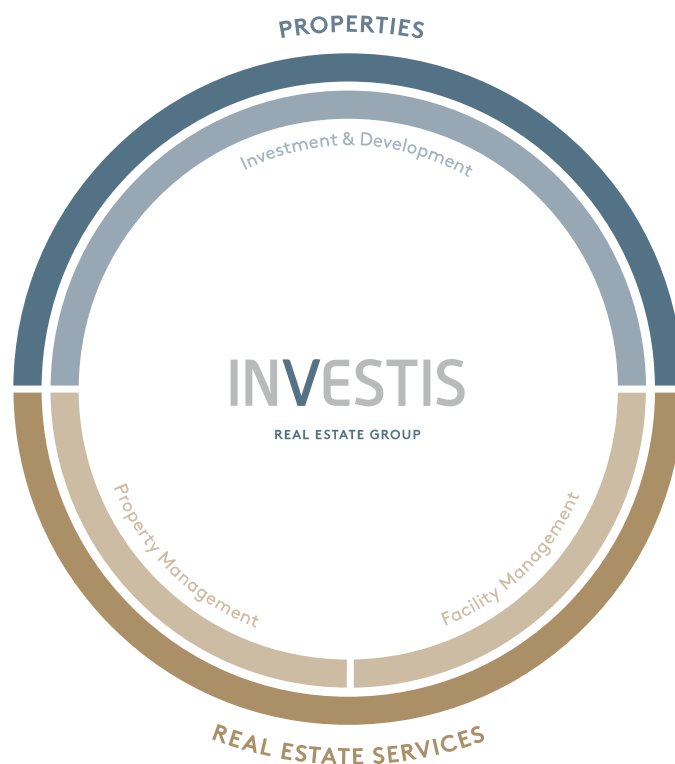 PROPERTIES
Investment & Development
INVESTIS
REAL ESTATE GROUP
Property Management
Facility Management
REAL ESTATE SERVICES